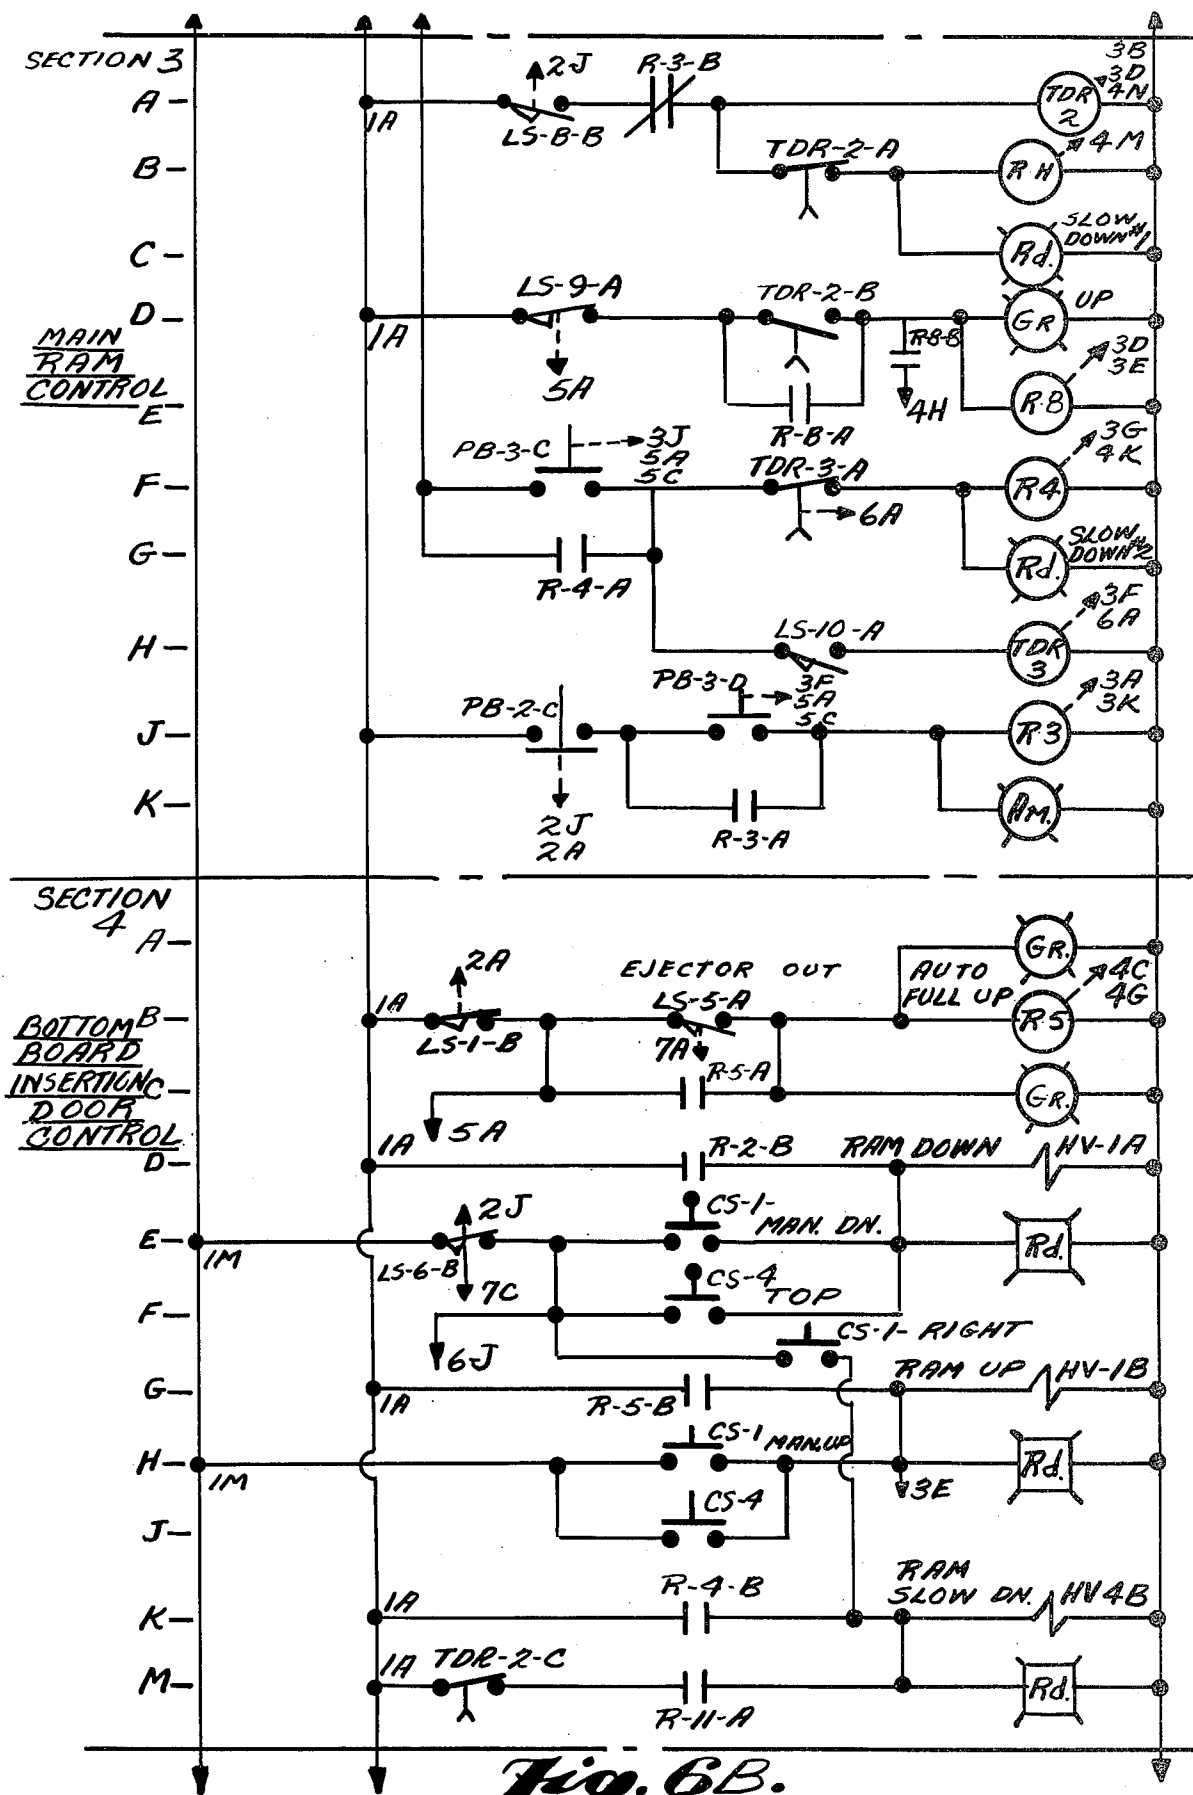 SECTION 3
A-
1A
LS-8-B
2J
R-3-B
TDR 2
3B
3D
4N
B-
TDR-2-A
R-H
4M
C-
Rd.
SLOW
DOWN #1
MAIN
RAM
CONTROL
D-
1A
LS-9-A
5A
TDR-2-B
R8-B
4H
GR
UP
E-
R-8-A
R-8
3D
3E
F-
PB-3-C
3J
5A
5C
TDR-3-A
6A
R4
3G
4K
G-
R-4-A
Rd.
SLOW
DOWN #2
H-
LS-10-A
TDR 3
3F
6A
J-
PB-2-C
2J
2A
PB-3-D
3F
5A
5C
R-3
3A
3K
K-
R-3-A
Am.
SECTION
4
A-
GR.
BOTTOM
BOARD
INSERTION
DOOR
CONTROL
B-
1A
2A
LS-1-B
EJECTOR OUT
LS-5-A
7A
AUTO
FULL UP
R-5
4C
4G
C-
5A
R-5-A
GR.
D-
1A
R-2-B
RAM DOWN
HV-1A
E-
1M
2J
LS-6-B
7C
CS-1-
MAN. DN.
Rd.
F-
6-J
CS-4
TOP
CS-1-RIGHT
G-
1A
R-5-B
RAM UP
HV-1B
H-
1M
CS-1
MAN. UP
3E
Rd.
J-
CS-4
K-
1A
R-4-B
RAM
SLOW DN.
HV4B
M-
1A
TDR-2-C
R-11-A
Rd.
Fig. 6B.